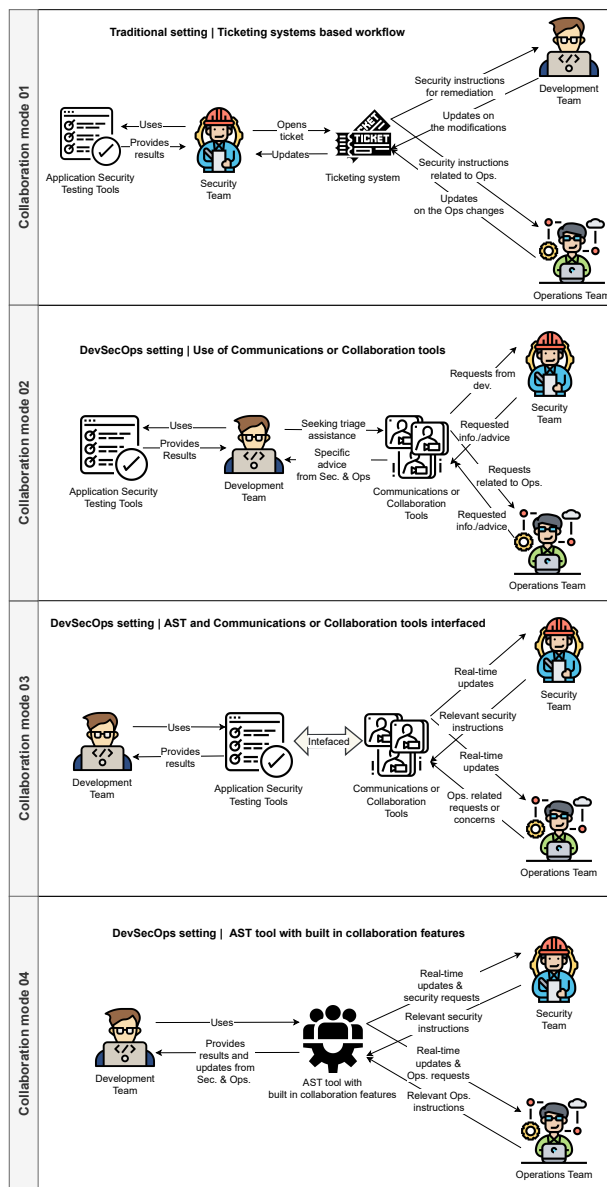 Collaboration mode 01
Traditional setting | Ticketing systems based workflow
Uses
Provides
results
Application Security
Testing Tools
Security
Team
Opens
ticket
Updates
TICKET
TICKET
Ticketing system
Security instructions
for remediation
Updates on
the modifications
Development
Team
Security instructions
related to Ops.
Updates
on the Ops changes
Operations Team
Collaboration mode 02
DevSecOps setting | Use of Communications or Collaboration tools
Uses
Provides
Results
Application Security
Testing Tools
Development
Team
Seeking triage
assistance
Specific
advice
from Sec. & Ops
Communications or
Collaboration
Tools
Requests from
dev.
Requested
info./advice
Security
Team
Requests
related to Ops.
Requested
info./advice
Operations Team
Collaboration mode 03
DevSecOps setting | AST and Communications or Collaboration tools interfaced
Development
Team
Uses
Provides
results
Application Security
Testing Tools
Intefaced
Communications or
Collaboration
Tools
Real-time
updates
Relevant security
instructions
Security
Team
Real-time
updates
Ops. related
requests or
concerns
Operations Team
Collaboration mode 04
DevSecOps setting | AST tool with built in collaboration features
Development
Team
Uses
Provides
results and
updates from
Sec. & Ops.
AST tool with
built in collaboration features
Real-time
updates &
security requests
Relevant security
instructions
Security
Team
Real-time
updates &
Ops. requests
Relevant Ops.
instructions
Operations Team